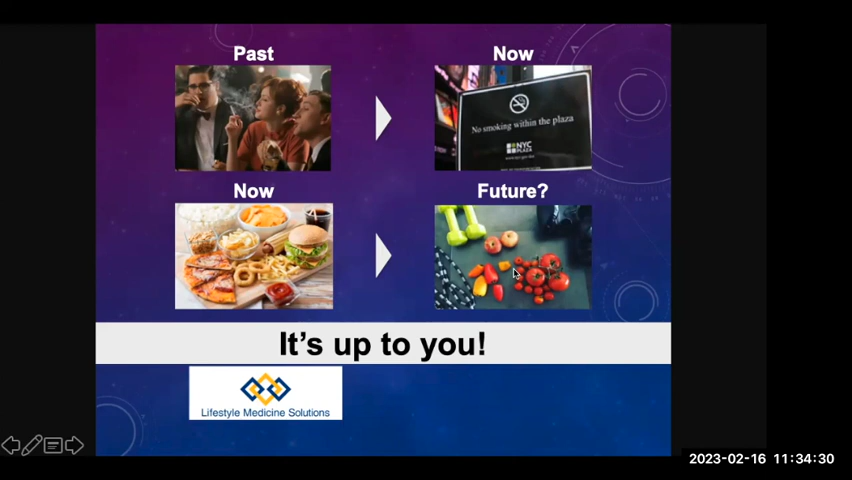 Past
Now
No smoking within the plaza
NYC
PLAZA
Now
Future?
It's up to you!
Lifestyle Medicine Solutions
2023-02-16 11:34:30